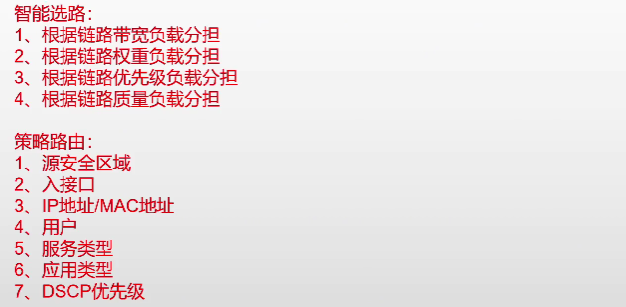 智能选路：
1、根据链路带宽负载分担
2、根据链路权重负载分担
3、根据链路优先级负载分担
4、根据链路质量负载分担
策略路由：
1、源安全区域
2、入接口
3、IP地址/MAC地址
4、用户
5、服务类型
6、应用类型
7、DSCP优先级